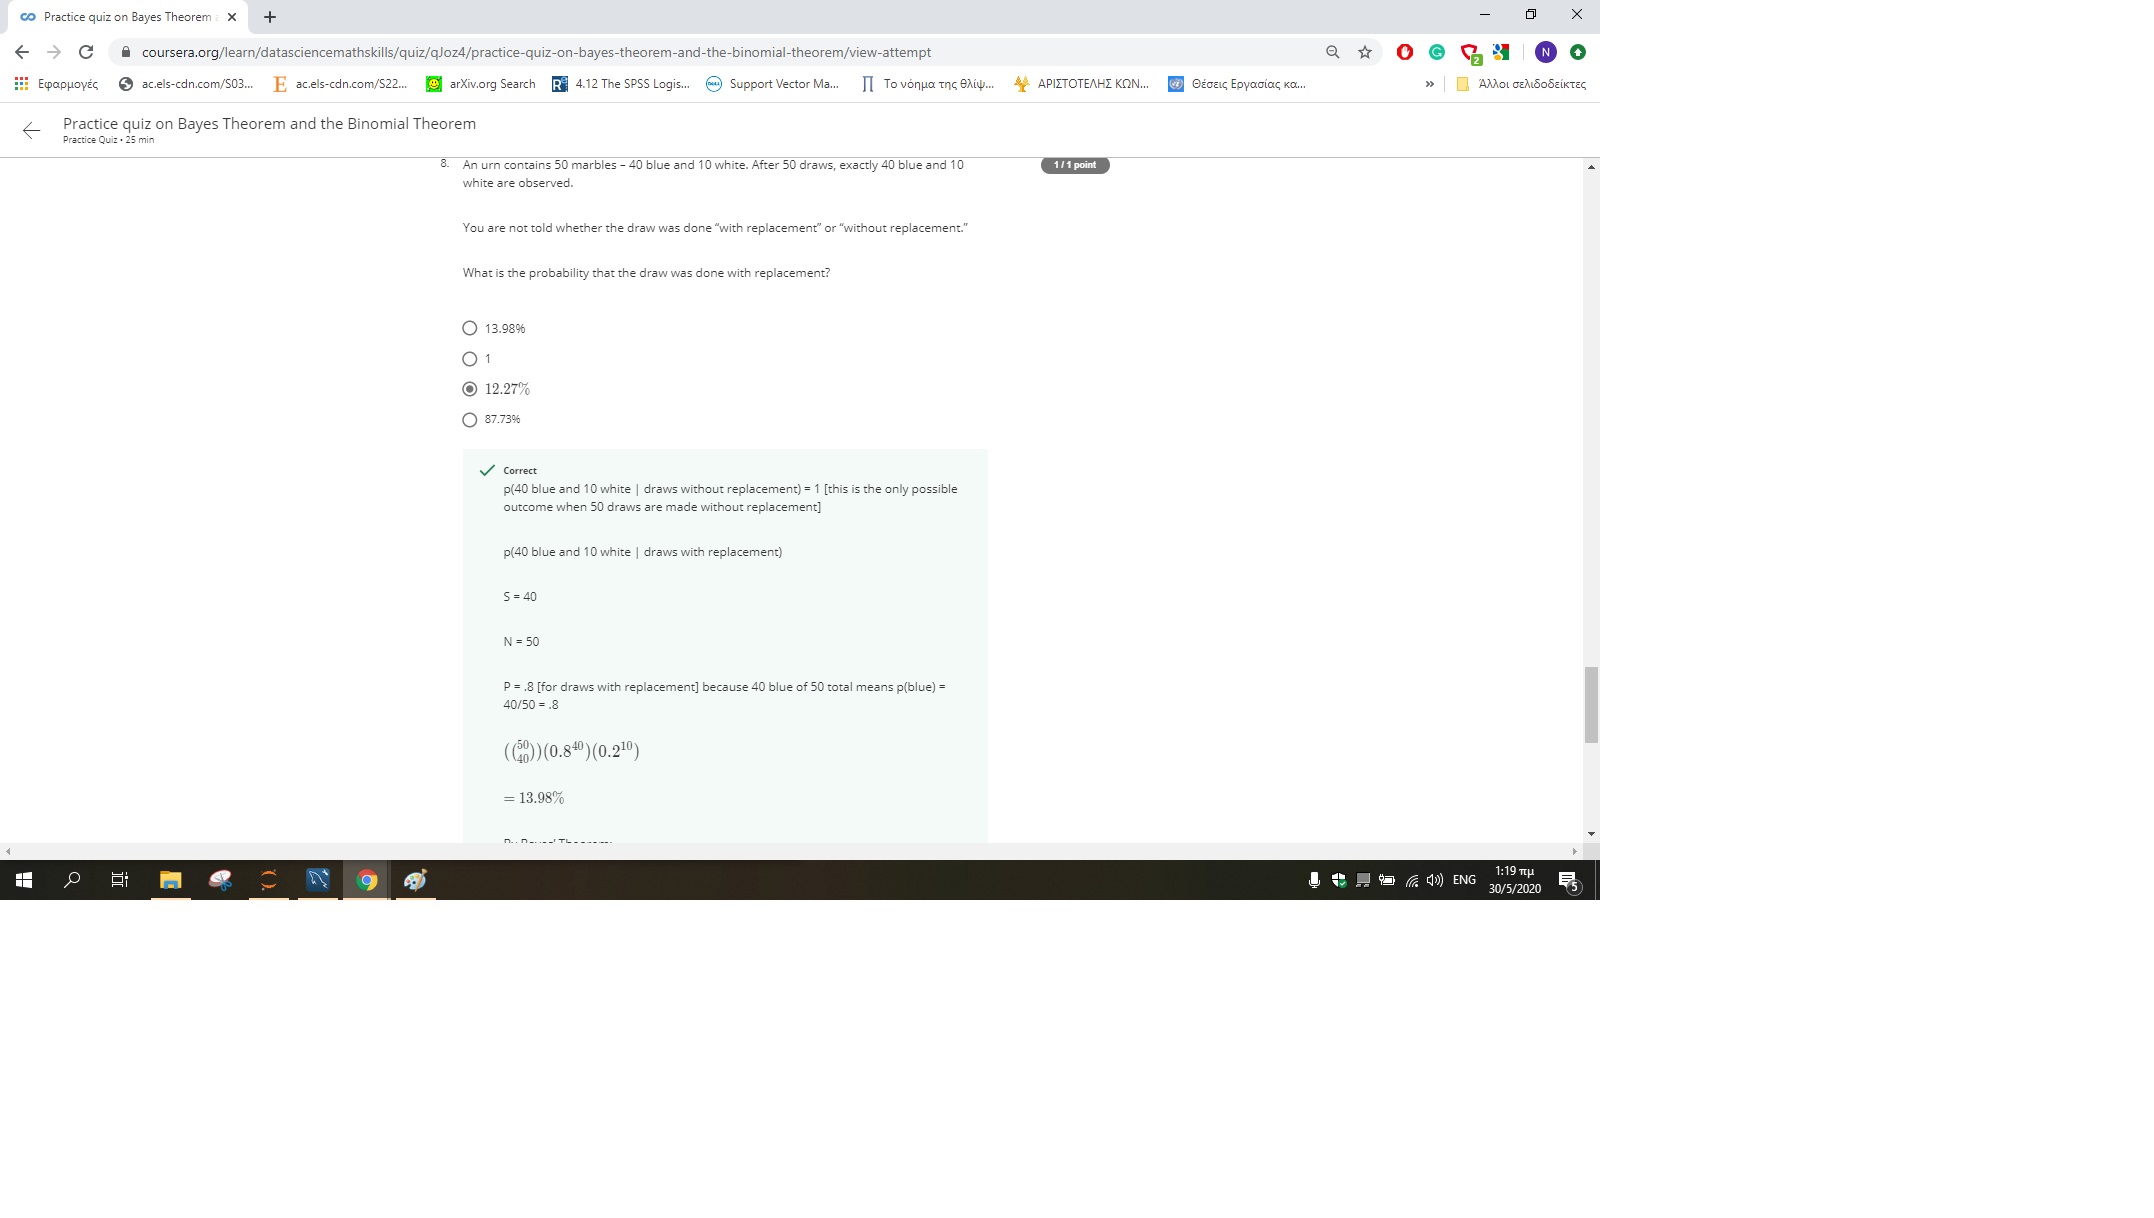 Practice quiz on Bayes Theorem a
coursera.org/learn/datasciencemathskills/quiz/qJoz4/practice-quiz-on-bayes-theorem-and-the-binomial-theorem/view-attempt
2
N
Εφαρμογές ac.els-cdn.com/S03... ac.els-cdn.com/S22... arXiv.org Search 4.12 The SPSS Logis... Support Vector Ma... Το νόημα της θλίψ... ΑΡΙΣΤΟΤΕΛΗΣ ΚΩΝ... Θέσεις Εργασίας κα... » Άλλοι σελιδοδείκτες
Practice quiz on Bayes Theorem and the Binomial Theorem
Practice Quiz • 25 min
8. An urn contains 50 marbles – 40 blue and 10 white. After 50 draws, exactly 40 blue and 10
white are observed.
1 / 1 point
You are not told whether the draw was done “with replacement” or “without replacement.”
What is the probability that the draw was done with replacement?
13.98%
1
12.27%
87.73%
Correct
p(40 blue and 10 white | draws without replacement) = 1 [this is the only possible
outcome when 50 draws are made without replacement]
p(40 blue and 10 white | draws with replacement)
S = 40
N = 50
P = .8 [for draws with replacement] because 40 blue of 50 total means p(blue) =
40/50 = .8
((50 40))(0.8^40)(0.2^10)
= 13.98%
By Bayes' Theorem:
ENG
1:19 πμ
30/5/2020
5